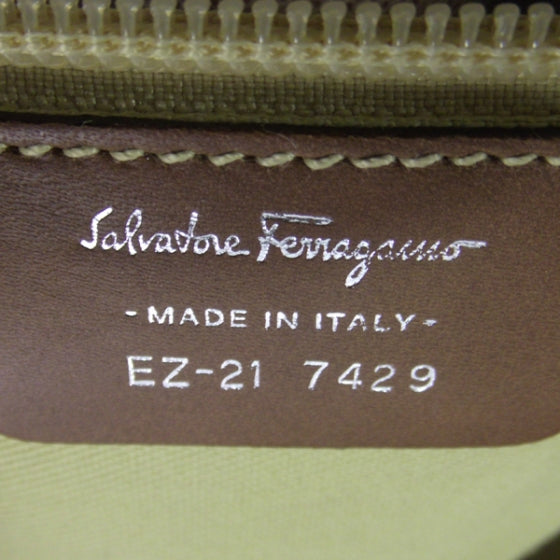 Salvatore Ferragamo
- MADE IN ITALY -
EZ-21 7429